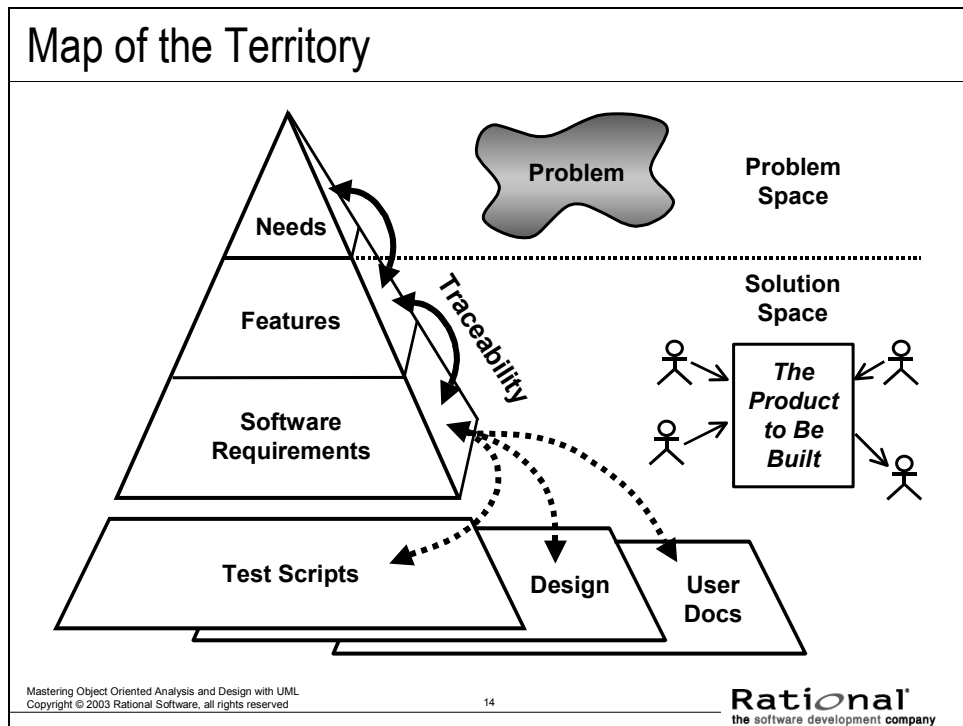 Map of the Territory
Problem
Problem
Space
Needs
Traceability
Features
Solution
Space
The
Product
to Be
Built
Software
Requirements
Test Scripts
Design
User
Docs
Mastering Object Oriented Analysis and Design with UML
Copyright © 2003 Rational Software, all rights reserved
14
Rational
the software development company